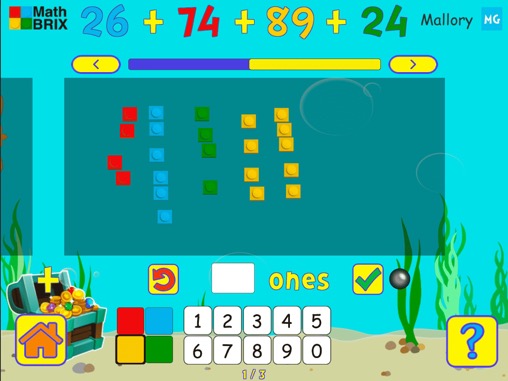 Math
BRIX
26 + 74 + 89 + 24
Mallory MG
< >
+
ones
1 2 3 4 5
6 7 8 9 0
?
1/3